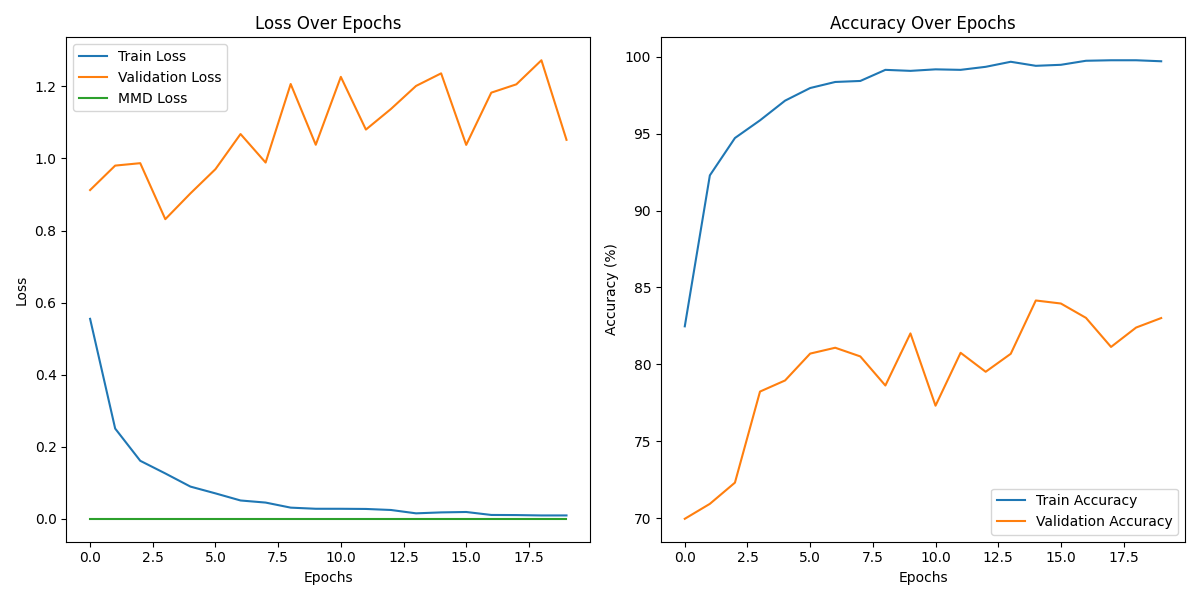 Loss Over Epochs
Train Loss
Validation Loss
MMD Loss
1.2
1.0
0.8
0.6
0.4
0.2
0.0
Loss
0.0 2.5 5.0 7.5 10.0 12.5 15.0 17.5
Epochs
Accuracy Over Epochs
100
95
90
85
80
75
70
Accuracy (%)
Train Accuracy
Validation Accuracy
0.0 2.5 5.0 7.5 10.0 12.5 15.0 17.5
Epochs